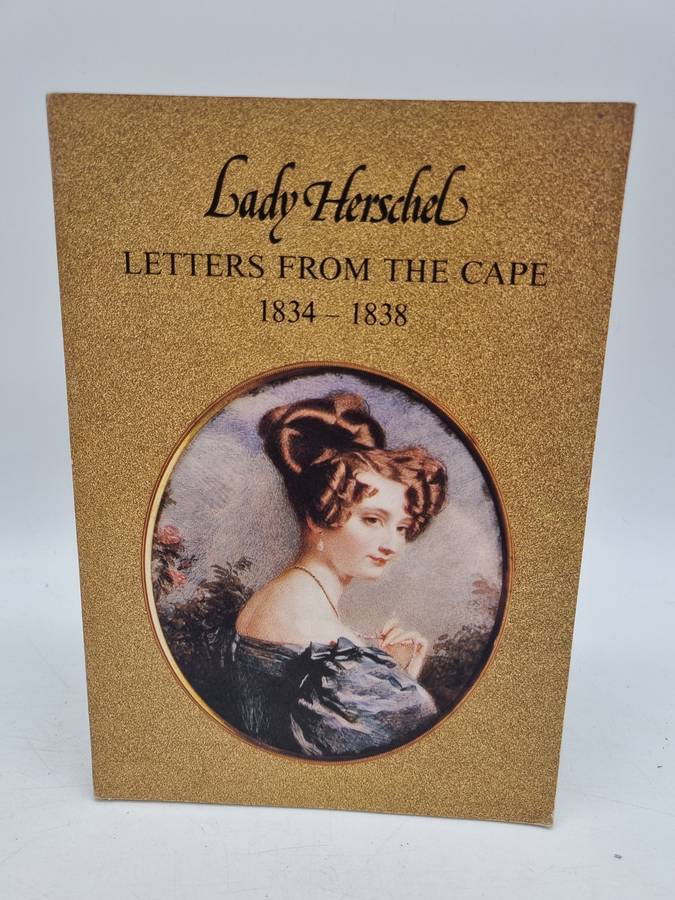 Lady Herschel
LETTERS FROM THE CAPE
1834 – 1838